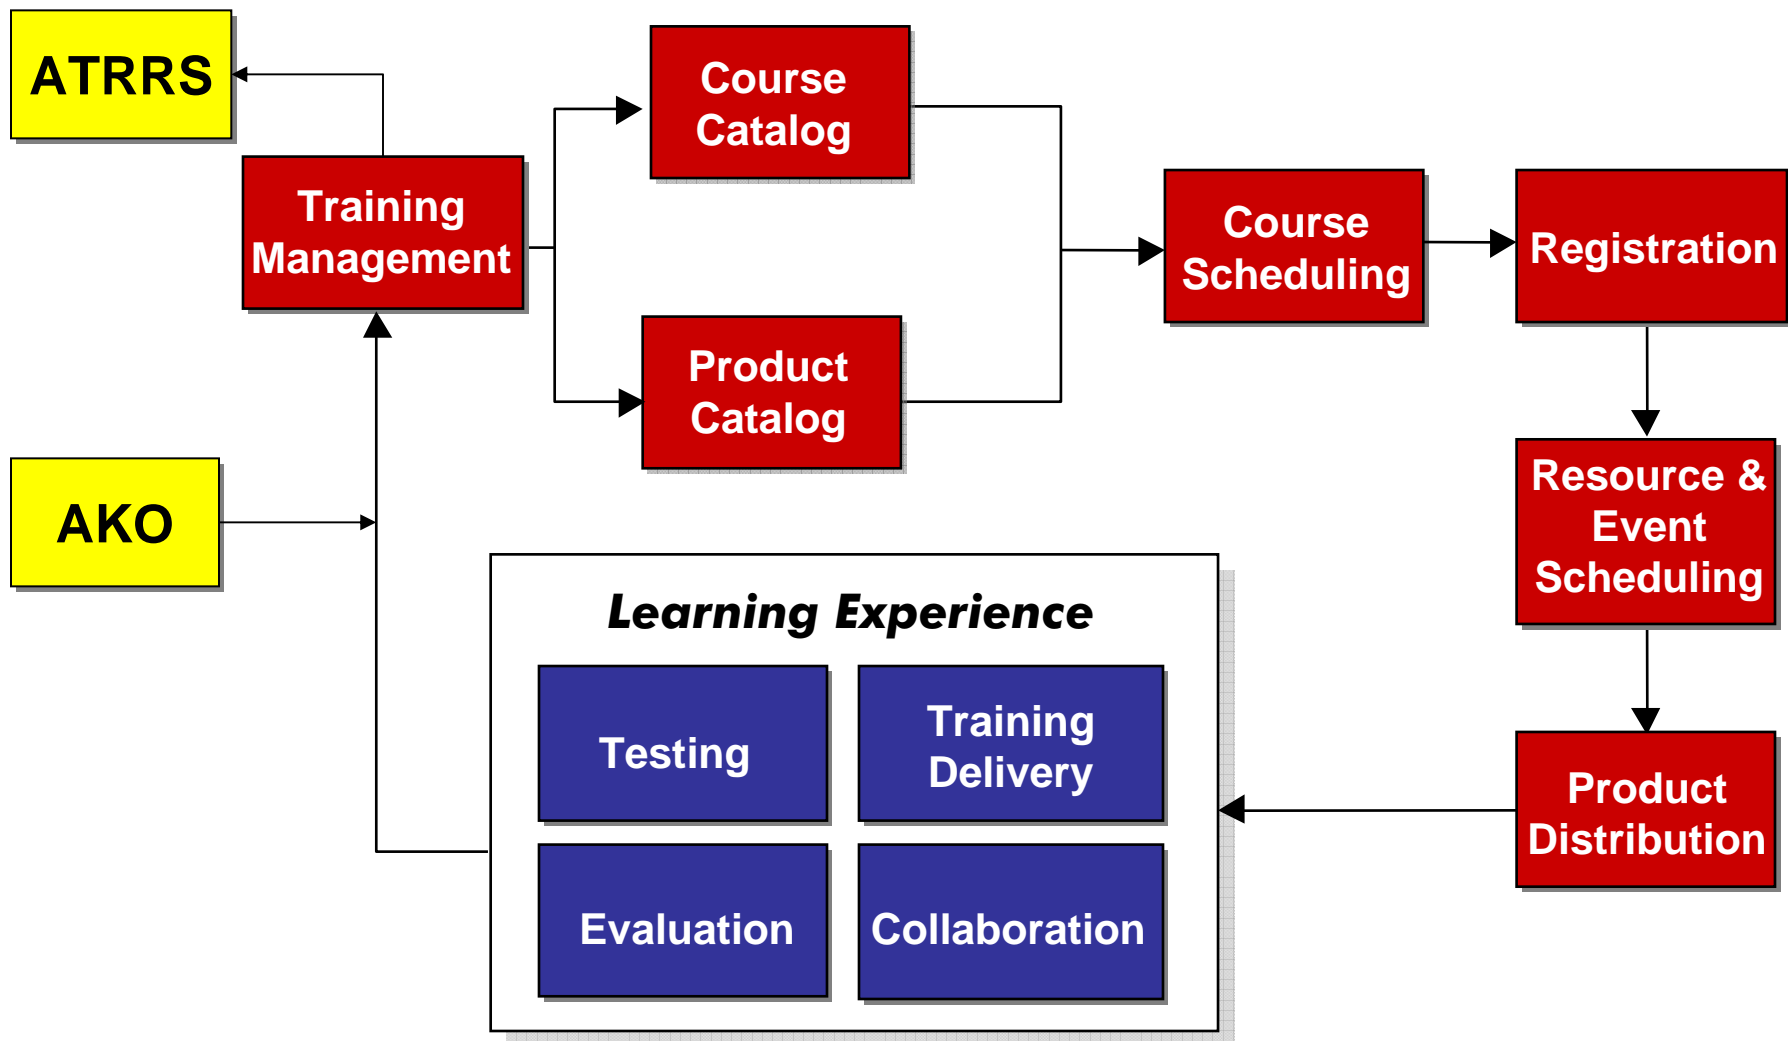 ATRRS
Course
Catalog
Training
Management
Course
Scheduling
Registration
Product
Catalog
Resource &
Event
Scheduling
AKO
Learning Experience
Testing
Training
Delivery
Product
Distribution
Evaluation
Collaboration